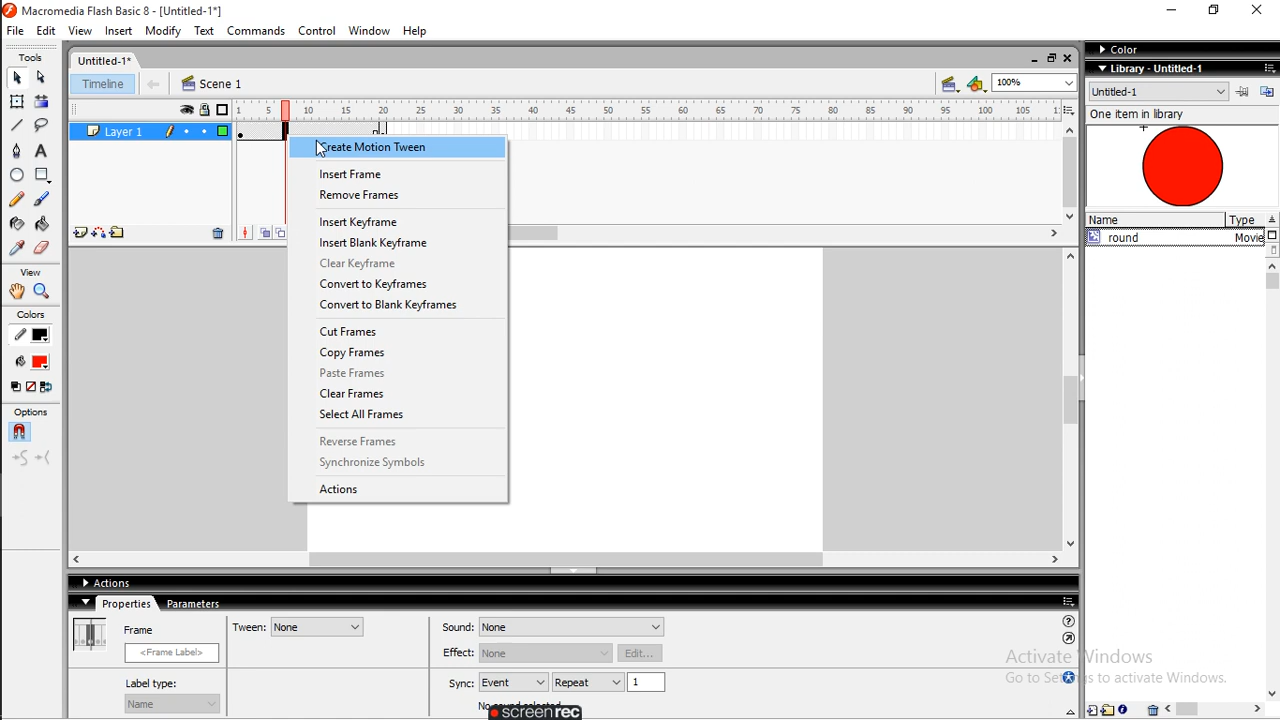 Macromedia Flash Basic 8 - [Untitled-1*]
File Edit View Insert Modify Text Commands Control Window Help
Tools
Untitled-1*
Timeline
Scene 1
100%
1 5 10 15 20 25 30 35 40 45 50 55 60 65 70 75 80 85 90 95 100 105 1:
Layer 1
Create Motion Tween
Insert Frame
Remove Frames
Insert Keyframe
Insert Blank Keyframe
Clear Keyframe
Convert to Keyframes
Convert to Blank Keyframes
Cut Frames
Copy Frames
Paste Frames
Clear Frames
Select All Frames
Reverse Frames
Synchronize Symbols
Actions
View
Colors
Options
Color
Library - Untitled-1
Untitled-1
One item in library
Name Type
round Movie
Actions
Properties Parameters
Frame
<Frame Label>
Label type:
Name
Tween: None
Sound: None
Effect: None Edit...
Sync: Event Repeat 1
No sound selected
screenrec
Activate Windows
Go to Settings to activate Windows.